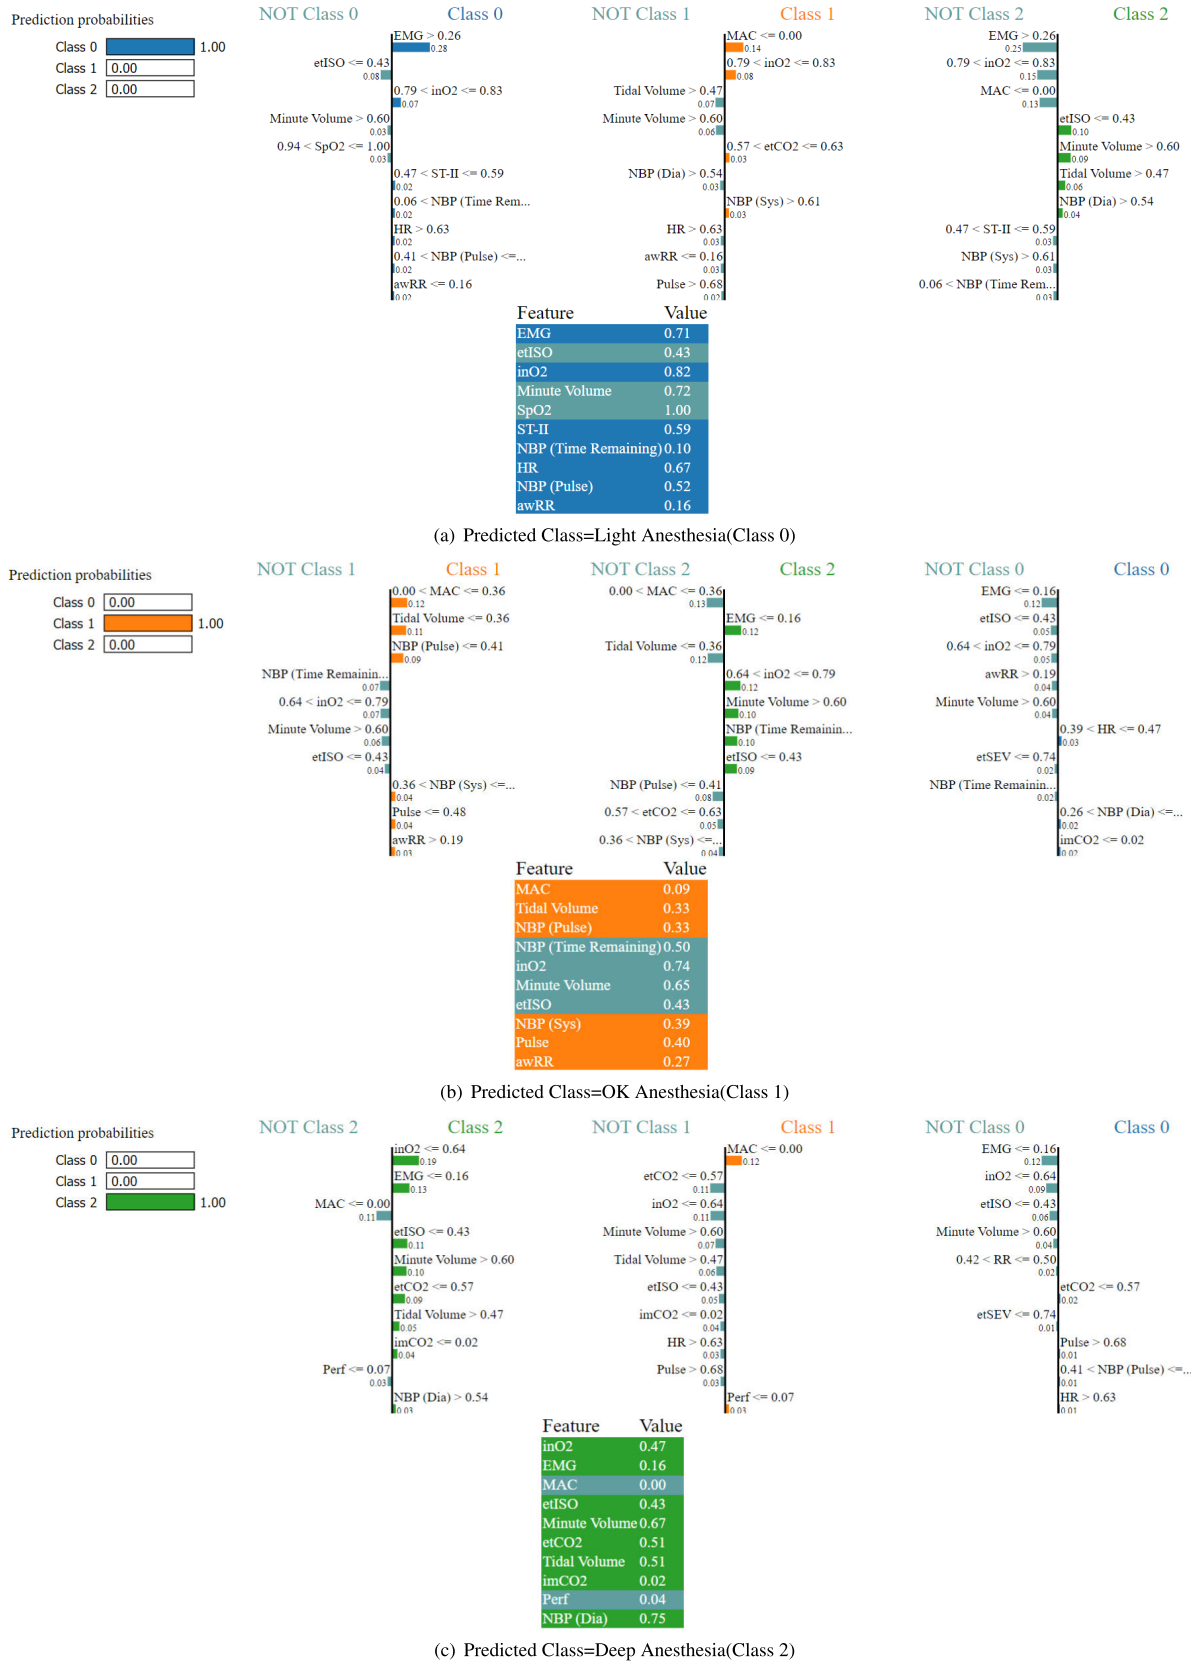 Prediction probabilities
Class 0 1.00
Class 1 0.00
Class 2 0.00
NOT Class 0 Class 0
EMG > 0.26
0.28
etISO <= 0.43
0.08
0.79 < inO2 <= 0.83
0.07
Minute Volume > 0.60
0.03
0.94 < SpO2 <= 1.00
0.03
0.47 < ST-II <= 0.59
0.02
0.06 < NBP (Time Rem...
0.02
HR > 0.63
0.02
0.41 < NBP (Pulse) <=...
0.02
awRR <= 0.16
0.02
NOT Class 1 Class 1
MAC <= 0.00
0.14
0.79 < inO2 <= 0.83
0.08
Tidal Volume > 0.47
0.07
Minute Volume > 0.60
0.06
0.57 < etCO2 <= 0.63
0.03
NBP (Dia) > 0.54
0.03
NBP (Sys) > 0.61
0.03
HR > 0.63
0.03
awRR <= 0.16
0.03
Pulse > 0.68
0.02
NOT Class 2 Class 2
EMG > 0.26
0.25
0.79 < inO2 <= 0.83
0.15
MAC <= 0.00
0.13
etISO <= 0.43
0.10
Minute Volume > 0.60
0.09
Tidal Volume > 0.47
0.06
NBP (Dia) > 0.54
0.04
0.47 < ST-II <= 0.59
0.03
NBP (Sys) > 0.61
0.03
0.06 < NBP (Time Rem...
0.03
Feature Value
EMG 0.71
etISO 0.43
inO2 0.82
Minute Volume 0.72
SpO2 1.00
ST-II 0.59
NBP (Time Remaining) 0.10
HR 0.67
NBP (Pulse) 0.52
awRR 0.16
(a) Predicted Class=Light Anesthesia(Class 0)
Prediction probabilities
Class 0 0.00
Class 1 1.00
Class 2 0.00
NOT Class 1 Class 1
0.00 < MAC <= 0.36
0.12
Tidal Volume <= 0.36
0.11
NBP (Pulse) <= 0.41
0.09
NBP (Time Remainin...
0.07
0.64 < inO2 <= 0.79
0.07
Minute Volume > 0.60
0.06
etISO <= 0.43
0.04
0.36 < NBP (Sys) <=...
0.04
Pulse <= 0.48
0.04
awRR > 0.19
0.03
NOT Class 2 Class 2
0.00 < MAC <= 0.36
0.13
EMG <= 0.16
0.12
Tidal Volume <= 0.36
0.12
0.64 < inO2 <= 0.79
0.12
Minute Volume > 0.60
0.10
NBP (Time Remainin...
0.10
etISO <= 0.43
0.09
NBP (Pulse) <= 0.41
0.08
0.57 < etCO2 <= 0.63
0.05
0.36 < NBP (Sys) <=...
0.04
NOT Class 0 Class 0
EMG <= 0.16
0.12
etISO <= 0.43
0.05
0.64 < inO2 <= 0.79
0.05
awRR > 0.19
0.04
Minute Volume > 0.60
0.04
0.39 < HR <= 0.47
0.03
etSEV <= 0.74
0.02
NBP (Time Remainin...
0.02
0.26 < NBP (Dia) <=...
0.02
imCO2 <= 0.02
0.02
Feature Value
MAC 0.09
Tidal Volume 0.33
NBP (Pulse) 0.33
NBP (Time Remaining) 0.50
inO2 0.74
Minute Volume 0.65
etISO 0.43
NBP (Sys) 0.39
Pulse 0.40
awRR 0.27
(b) Predicted Class=OK Anesthesia(Class 1)
Prediction probabilities
Class 0 0.00
Class 1 0.00
Class 2 1.00
NOT Class 2 Class 2
inO2 <= 0.64
0.19
EMG <= 0.16
0.13
MAC <= 0.00
0.11
etISO <= 0.43
0.11
Minute Volume > 0.60
0.10
etCO2 <= 0.57
0.09
Tidal Volume > 0.47
0.05
imCO2 <= 0.02
0.04
Perf <= 0.07
0.03
NBP (Dia) > 0.54
0.03
NOT Class 1 Class 1
MAC <= 0.00
0.12
etCO2 <= 0.57
0.11
inO2 <= 0.64
0.11
Minute Volume > 0.60
0.07
Tidal Volume > 0.47
0.06
etISO <= 0.43
0.05
imCO2 <= 0.02
0.04
HR > 0.63
0.03
Pulse > 0.68
0.03
Perf <= 0.07
0.03
NOT Class 0 Class 0
EMG <= 0.16
0.12
inO2 <= 0.64
0.09
etISO <= 0.43
0.06
Minute Volume > 0.60
0.04
0.42 < RR <= 0.50
0.02
etCO2 <= 0.57
0.02
etSEV <= 0.74
0.01
Pulse > 0.68
0.01
0.41 < NBP (Pulse) <=...
0.01
HR > 0.63
0.01
Feature Value
inO2 0.47
EMG 0.16
MAC 0.00
etISO 0.43
Minute Volume 0.67
etCO2 0.51
Tidal Volume 0.51
imCO2 0.02
Perf 0.04
NBP (Dia) 0.75
(c) Predicted Class=Deep Anesthesia(Class 2)